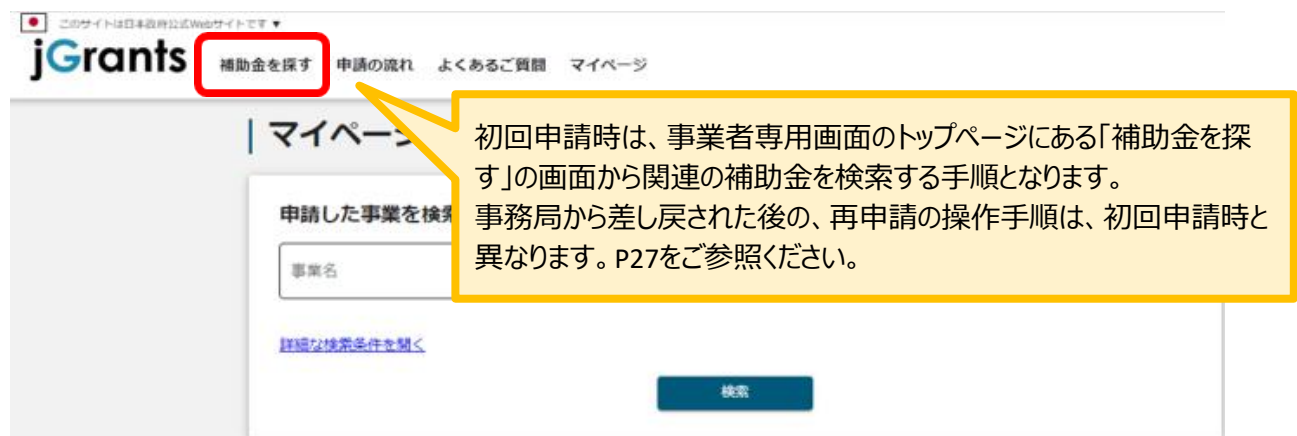 このサイトは日本政府公式Webサイトです ▼
jGrants
補助金を探す 申請の流れ よくあるご質問 マイページ
マイページ
初回申請時は、事業者専用画面のトップページにある「補助金を探
す」の画面から関連の補助金を検索する手順となります。
事務局から差し戻された後の、再申請の操作手順は、初回申請時と
異なります。P27をご参照ください。
申請した事業を検索
事業名
詳細な検索条件を開く
検索